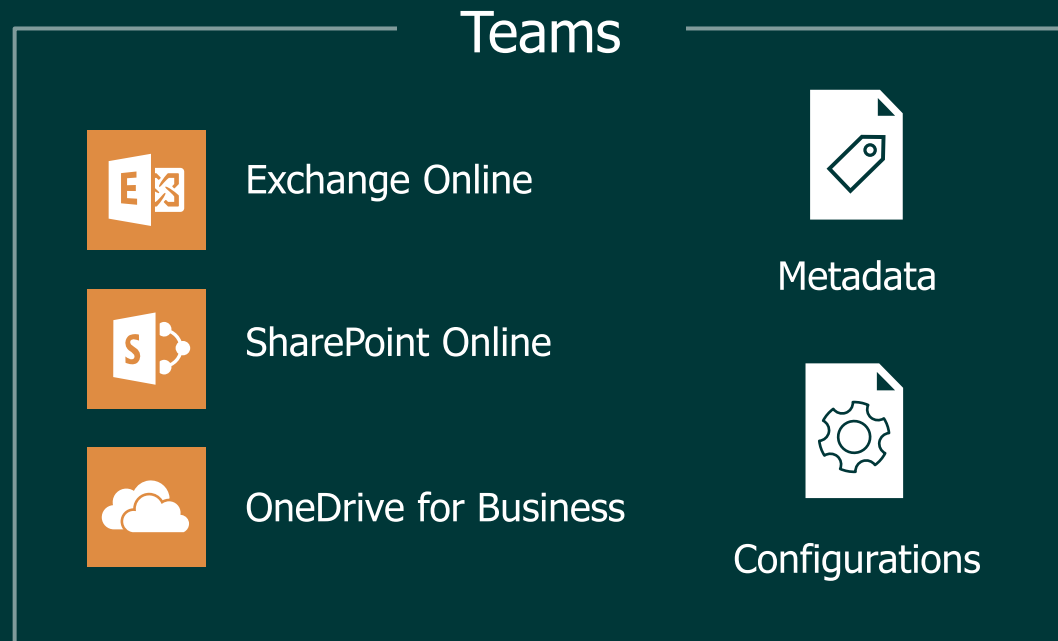 Teams
E
Exchange Online
S
SharePoint Online
OneDrive for Business
Metadata
Configurations